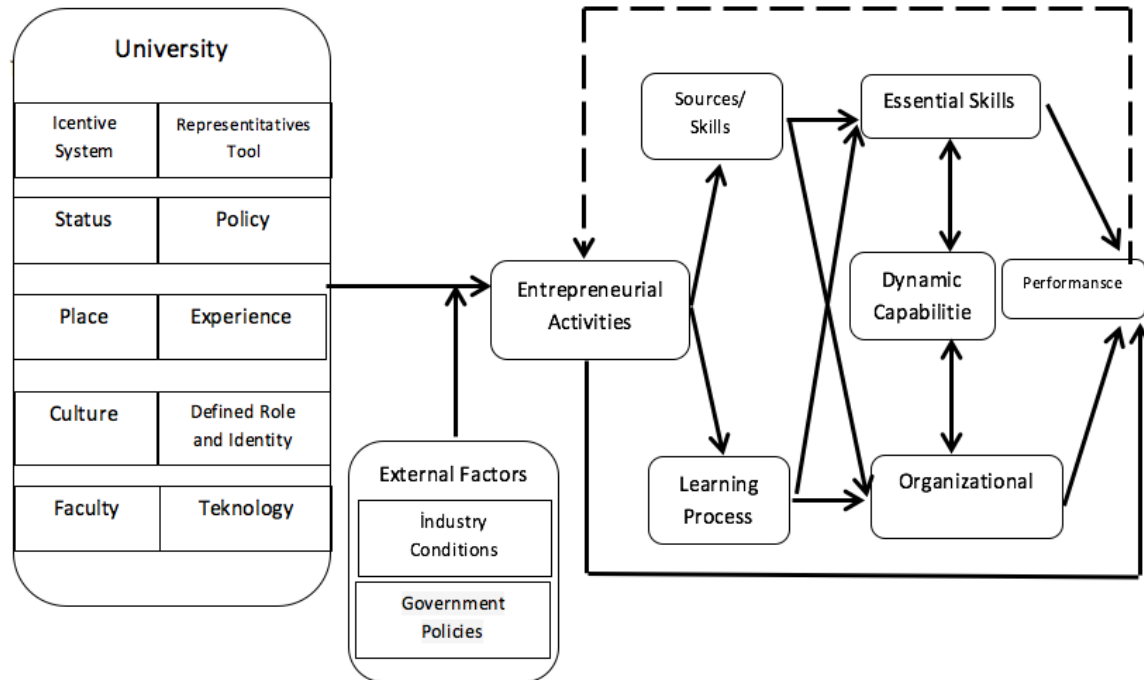 University
Icentive
System
Representitatives
Tool
Status
Policy
Place
Experience
Culture
Defined Role
and Identity
Faculty
Teknology
External Factors
İndustry
Conditions
Government
Policies
Entrepreneurial
Activities
Sources/
Skills
Learning
Process
Essential Skills
Dynamic
Capabilitie
Organizational
Performansce